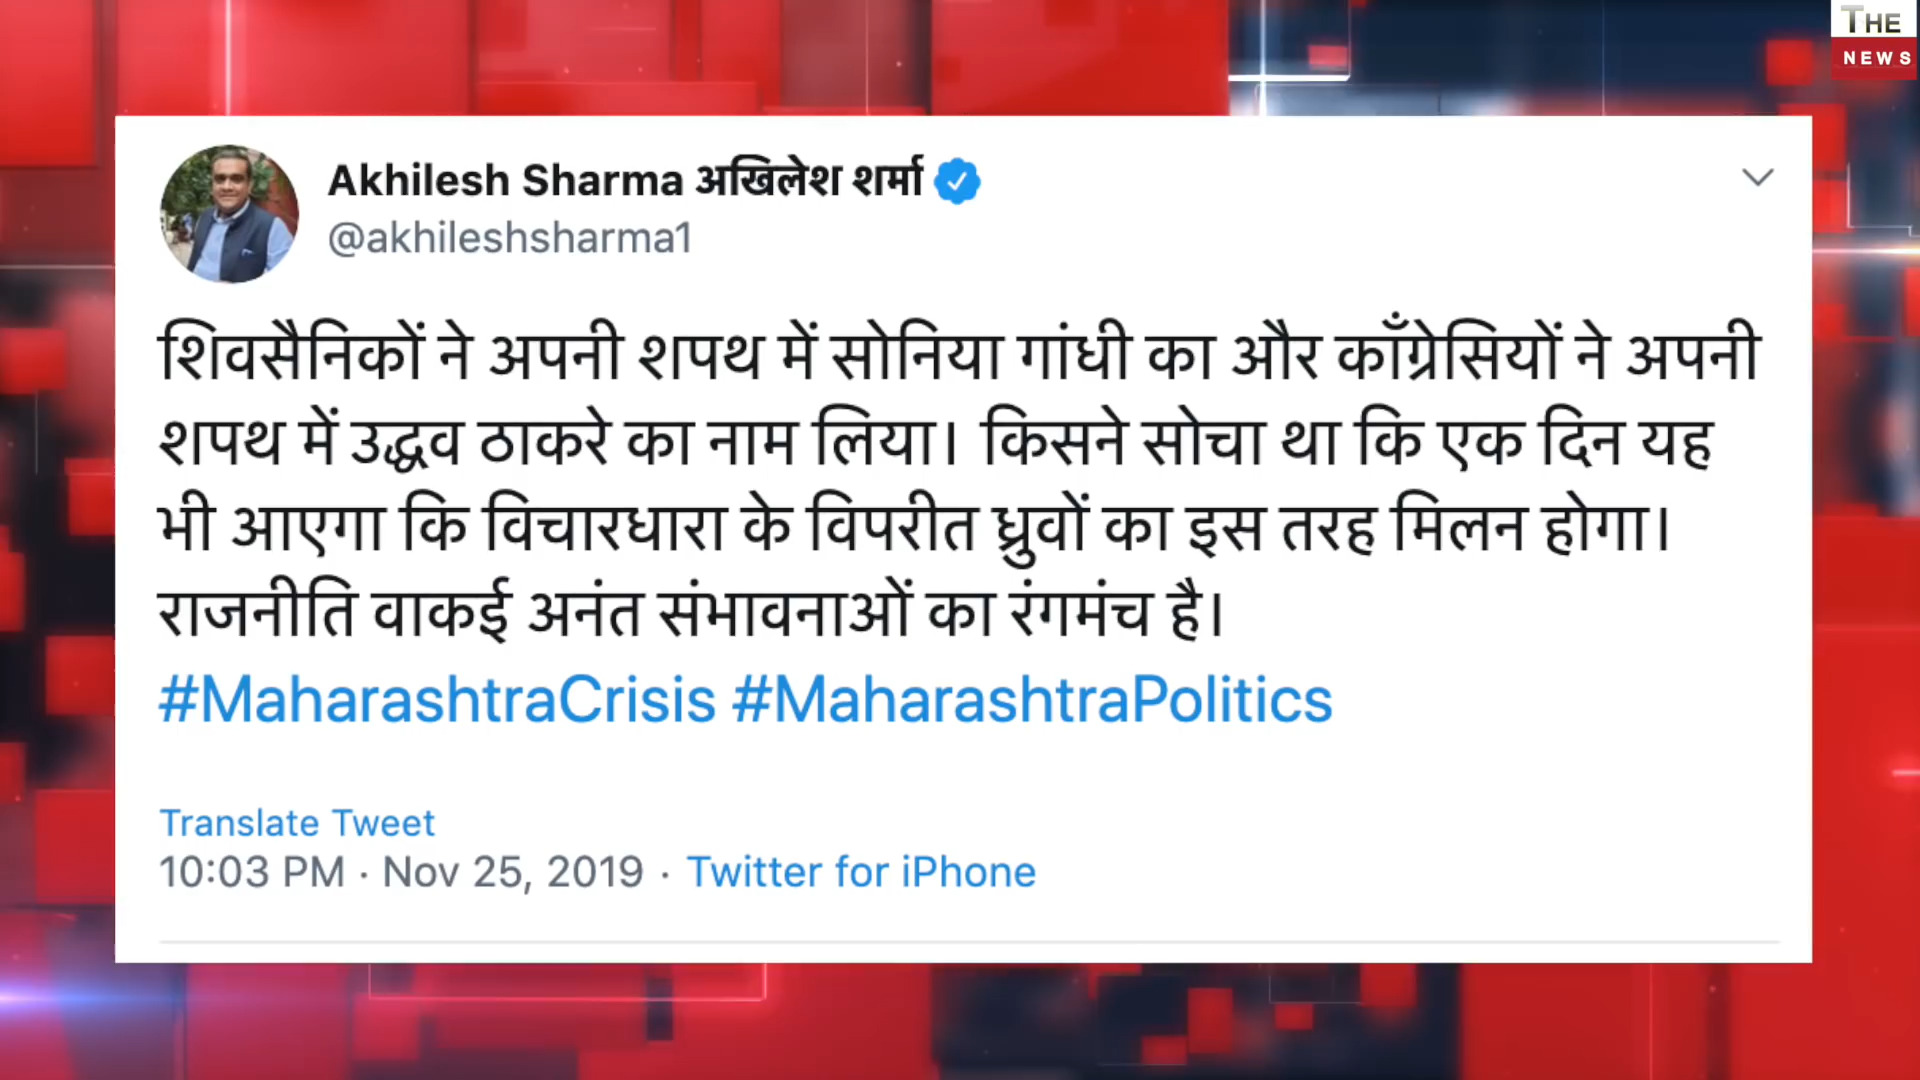 THE
NEWS
Akhilesh Sharma अखिलेश शर्मा
@akhileshsharma1
शिवसैनिकों ने अपनी शपथ में सोनिया गांधी का और काँग्रेसियों ने अपनी
शपथ में उद्धव ठाकरे का नाम लिया। किसने सोचा था कि एक दिन यह
भी आएगा कि विचारधारा के विपरीत ध्रुवों का इस तरह मिलन होगा।
राजनीति वाकई अनंत संभावनाओं का रंगमंच है।
#MaharashtraCrisis #MaharashtraPolitics
Translate Tweet
10:03 PM · Nov 25, 2019 · Twitter for iPhone